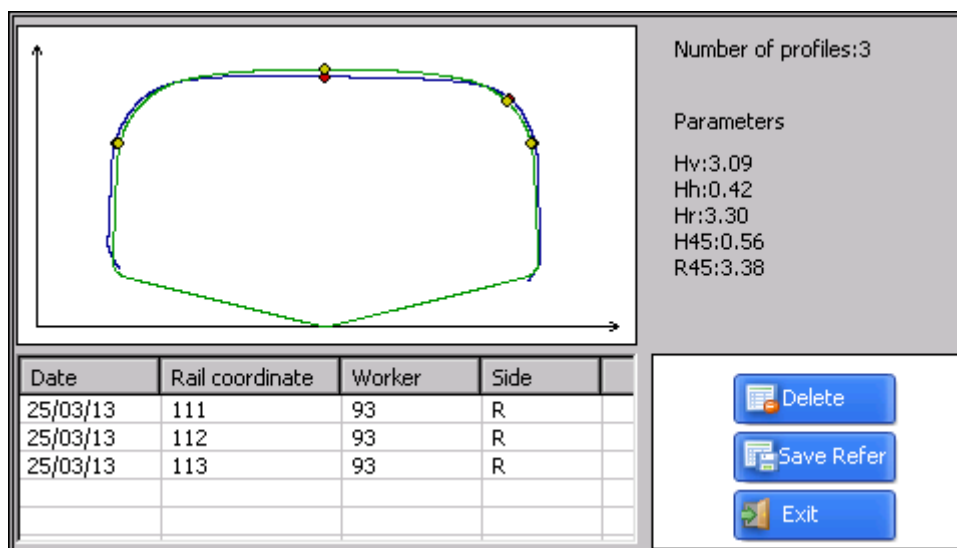 Number of profiles:3
Parameters
Hv:3.09
Hh:0.42
Hr:3.30
H45:0.56
R45:3.38
Date Rail coordinate Worker Side
25/03/13 111 93 R
25/03/13 112 93 R
25/03/13 113 93 R
Delete
Save Refer
Exit